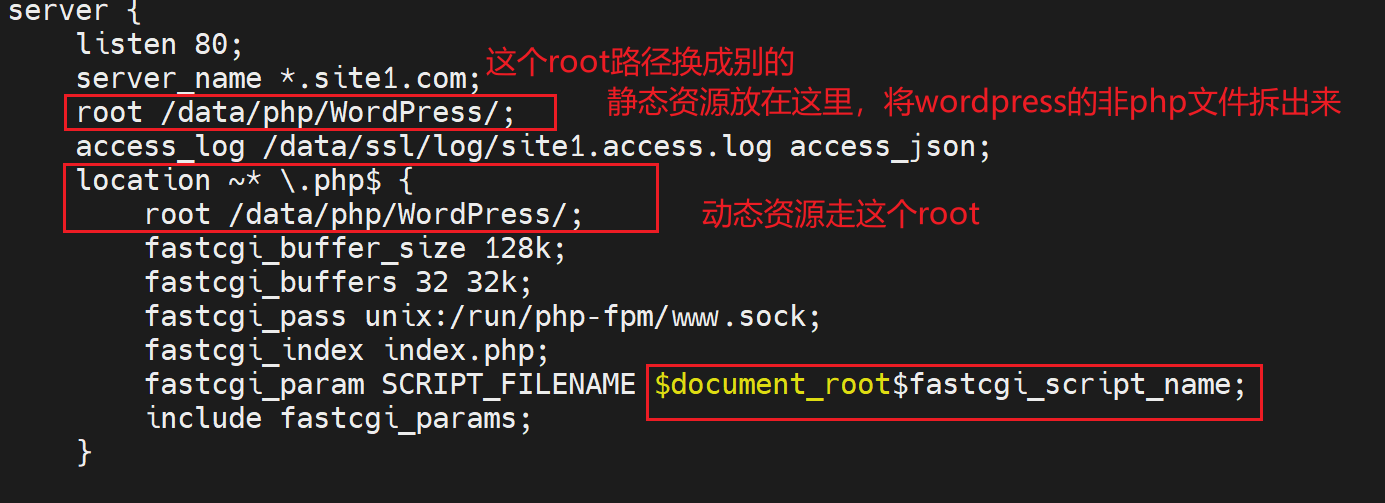 server {
listen 80;
server_name *.site1.com;
这个root路径换成别的
root /data/php/WordPress/;
静态资源放在这里，将wordpress的非php文件拆出来
access_log /data/ssl/log/site1.access.log access_json;
location ~* \.php$ {
root /data/php/WordPress/;
动态资源走这个root
fastcgi_buffer_size 128k;
fastcgi_buffers 32 32k;
fastcgi_pass unix:/run/php-fpm/www.sock;
fastcgi_index index.php;
fastcgi_param SCRIPT_FILENAME $document_root$fastcgi_script_name;
include fastcgi_params;
}